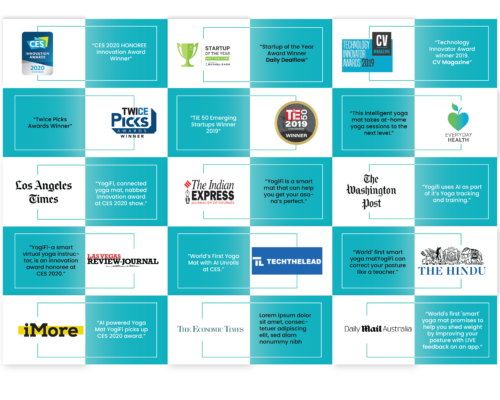 CES
INNOVATION
AWARDS
2020
"CES 2020 HONOREE
Innovation Award
Winner"
STARTUP
OF THE YEAR
"Startup of the Year
Award Winner
Daily Dealflow"
TECHNOLOGY
INNOVATOR
AWARDS 2019
CV
MAGAZINE
"Technology
Innovator Award
winner 2019.
CV Magazine"
"Twice Picks
Awards Winner"
TWICE
PICKS
AWARDS
WINNER
"TiE 50 Emerging
Startups Winner
2019"
TiE50
2019
WINNER
"This intelligent yoga
mat takes at-home
yoga sessions to the
next level."
EVERYDAY
HEALTH
Los Angeles
Times
"YogiFi, connected
yoga mat, nabbed
innovation award
at CES 2020 show."
The Indian
EXPRESS
"YogiFi is a smart
mat that can help
you get your asa-
na's perfect."
The
Washington
Post
"YogiFi uses AI as part
of it's Yoga tracking
and training."
"YogiFi-a smart
virtual yoga instruc-
tor, is an innovation
award honoree at
CES 2020."
LAS VEGAS
REVIEW-JOURNAL
"World's First Yoga
Mat with AI Unrolls
at CES."
TL TECHTHELEAD
"World' first smart
yoga matYogiFi can
correct your posture
like a teacher."
THE HINDU
iMore
"AI powered Yoga
Mat YogiFi picks up
CES 2020 award."
THE ECONOMIC TIMES
Lorem ipsum dolor
sit amet, consec-
tetuer adipiscing
elit, sed diam
nonummy nibh
Daily Mail Australia
"World's first 'smart'
yoga mat promises to
help you shed weight
by improving your
posture with LIVE
feedback on an app."